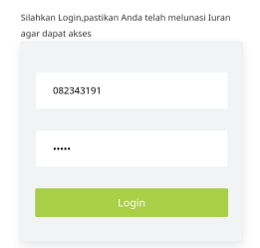 Silahkan Login,pastikan Anda telah melunasi Iuran
agar dapat akses
082343191
•••••
Login